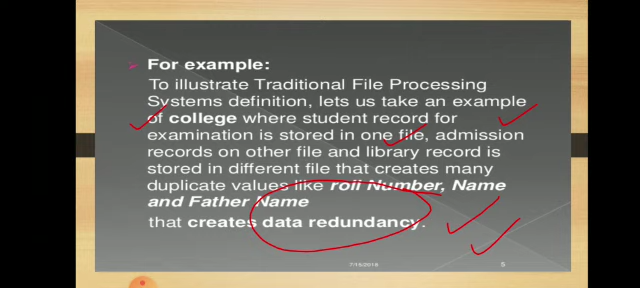 For example:
To illustrate Traditional File Processing
Systems definition, lets us take an example
of college where student record for
examination is stored in one file, admission
records on other file and library record is
stored in different file that creates many
duplicate values like roll Number, Name
and Father Name
that creates data redundancy.
7/15/2018 5